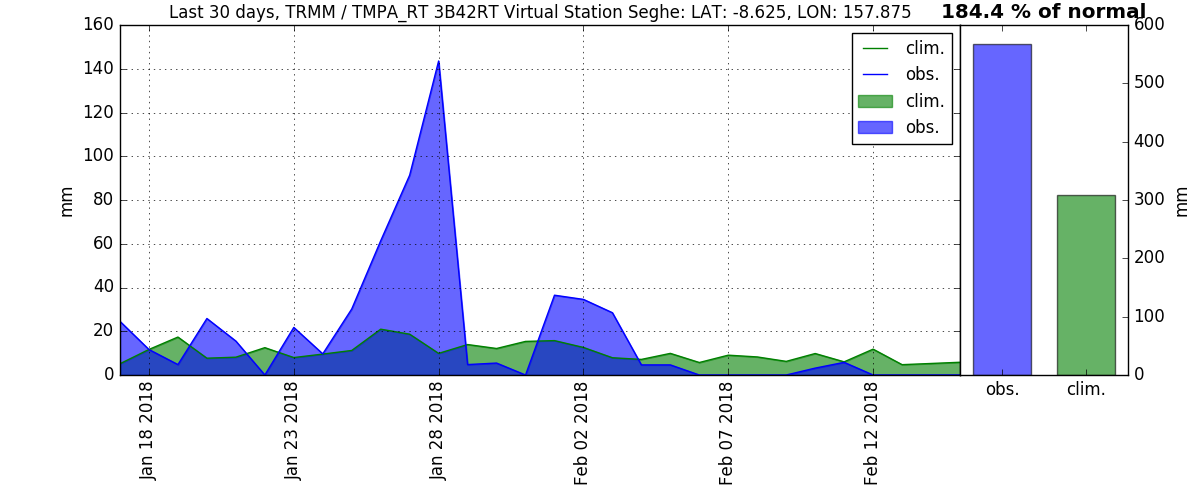 Last 30 days, TRMM / TMPA_RT 3B42RT Virtual Station Seghe: LAT: -8.625, LON: 157.875
184.4 % of normal
160
140
120
100
80
60
40
20
0
mm
Jan 18 2018
Jan 23 2018
Jan 28 2018
Feb 02 2018
Feb 07 2018
Feb 12 2018
clim.
obs.
clim.
obs.
600
500
400
300
200
100
0
mm
obs.
clim.